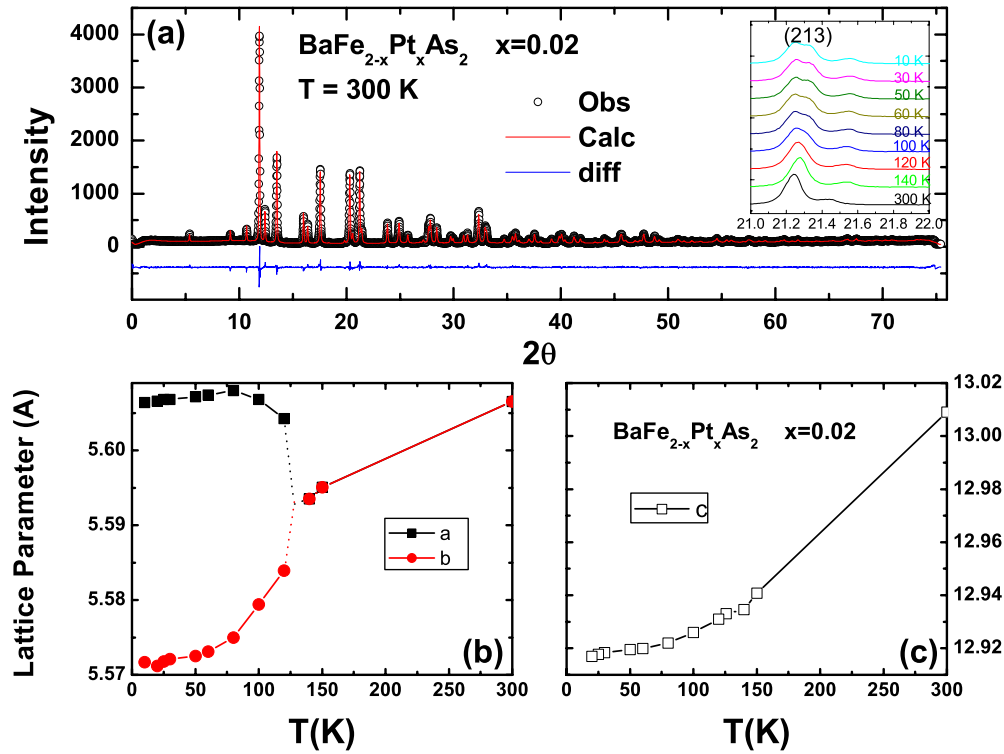 (a)
BaFe2-xPtxAs2 x=0.02
T = 300 K
Obs
Calc
diff
Intensity
4000
3000
2000
1000
0
0 10 20 30 40 50 60 70
2θ
(213)
10 K
30 K
50 K
60 K
80 K
100 K
120 K
140 K
300 K
21.0 21.2 21.4 21.6 21.8 22.0
Lattice Parameter (A)
5.60
5.59
5.58
5.57
a
b
(b)
0 50 100 150 200 250 300
T(K)
BaFe2-xPtxAs2 x=0.02
c
(c)
13.02
13.00
12.98
12.96
12.94
12.92
0 50 100 150 200 250 300
T(K)